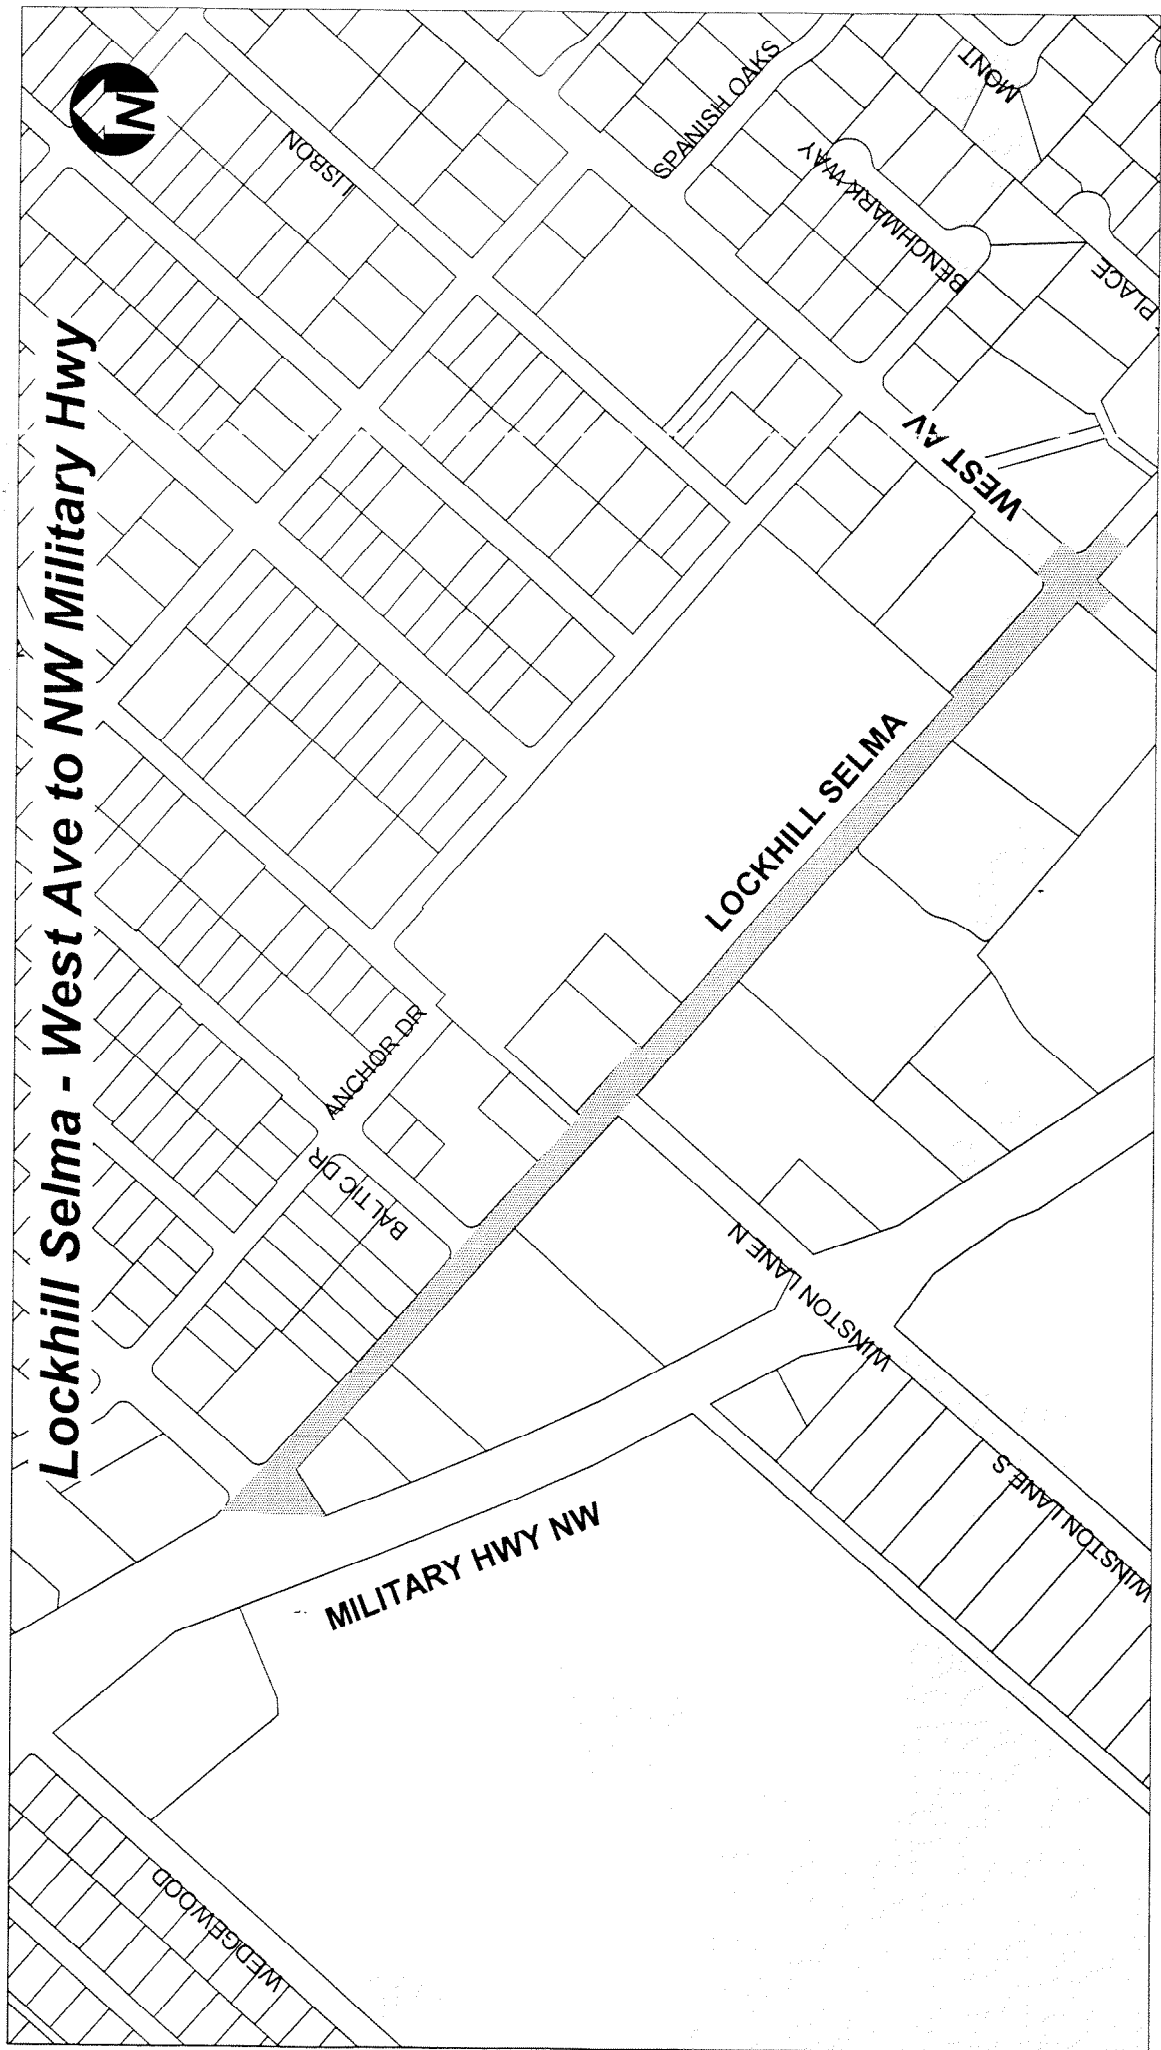 Lockhill Selma - West Ave to NW Military Hwy
N
LISBON
SPANISH OAKS
MONT
BENCHMARK WAY
PLACE
WEST AV
LOCKHILL SELMA
ANCHOR DR
BALTIC DR
WINSTON LANE N
WINSTON LANE S
MILITARY HWY NW
WEDGEWOOD